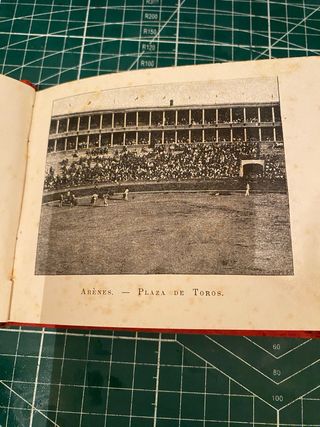 R200
R150
R120
R100
ARÈNES. — PLAZA DE TOROS.
60
80
100